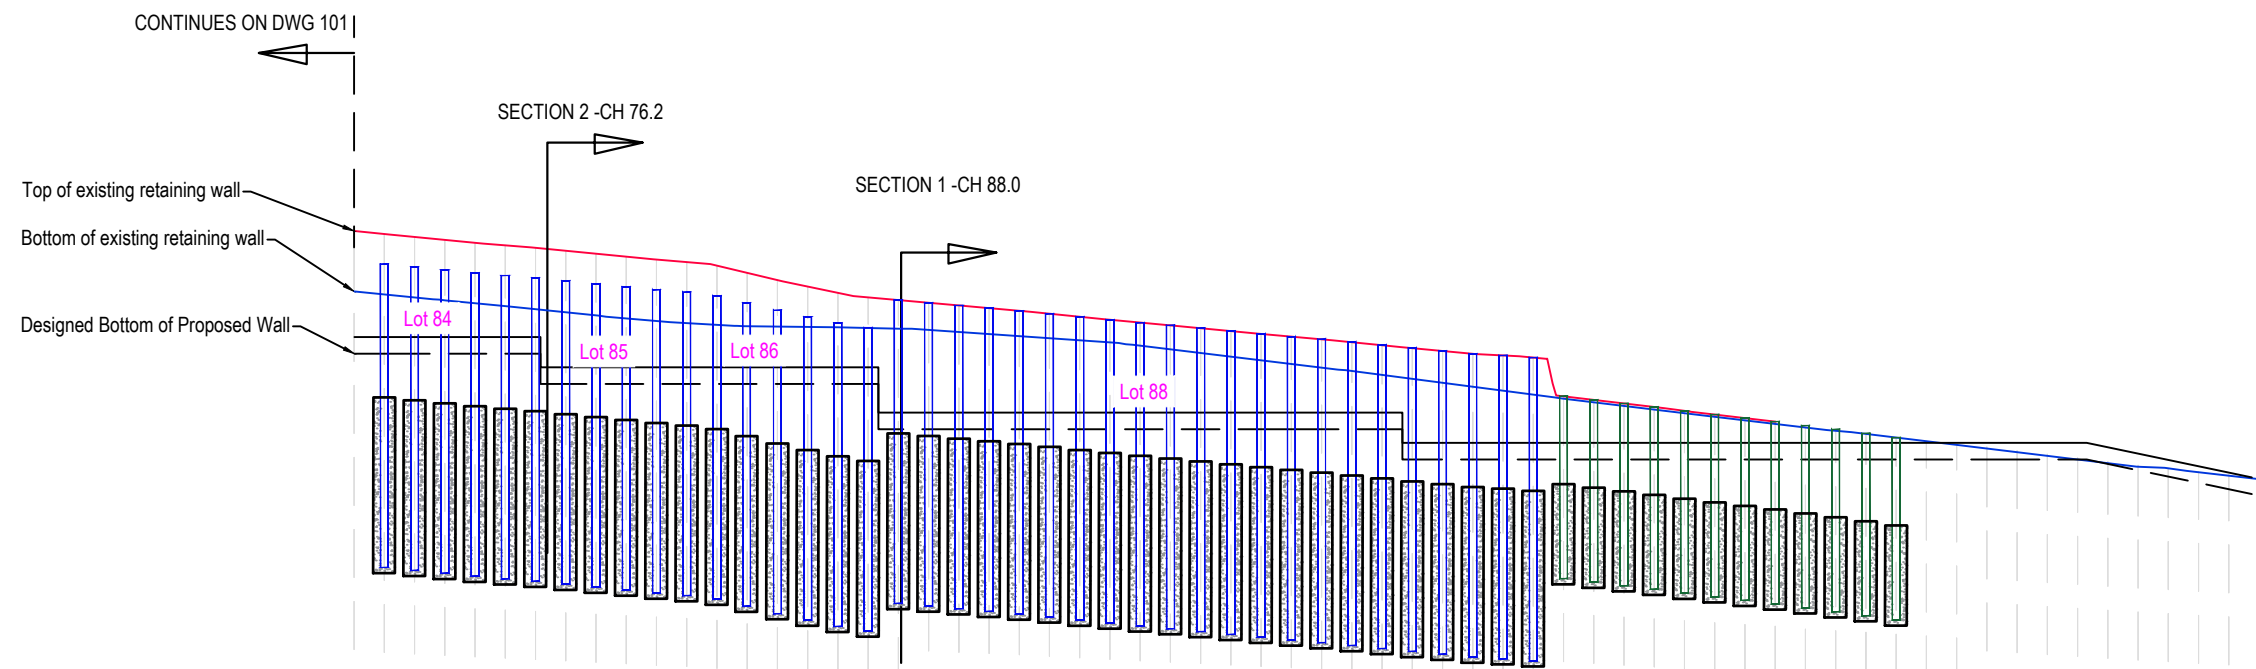 CONTINUES ON DWG 101
SECTION 2 -CH 76.2
SECTION 1 -CH 88.0
Top of existing retaining wall
Bottom of existing retaining wall
Designed Bottom of Proposed Wall
Lot 84
Lot 85
Lot 86
Lot 88